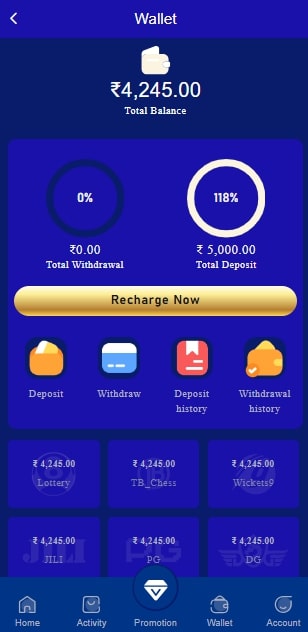 Wallet
₹4,245.00
Total Balance
0%
118%
₹0.00
₹ 5,000.00
Total Withdrawal
Total Deposit
Recharge Now
Deposit
Withdraw
Deposit
history
Withdrawal
history
₹ 4,245.00
₹ 4,245.00
₹ 4,245.00
Lottery
TB_Chess
Wickets9
₹ 4,245.00
₹ 4,245.00
₹ 4,245.00
JILI
PG
DG
JILI
PG
Home
Activity
Promotion
Wallet
Account